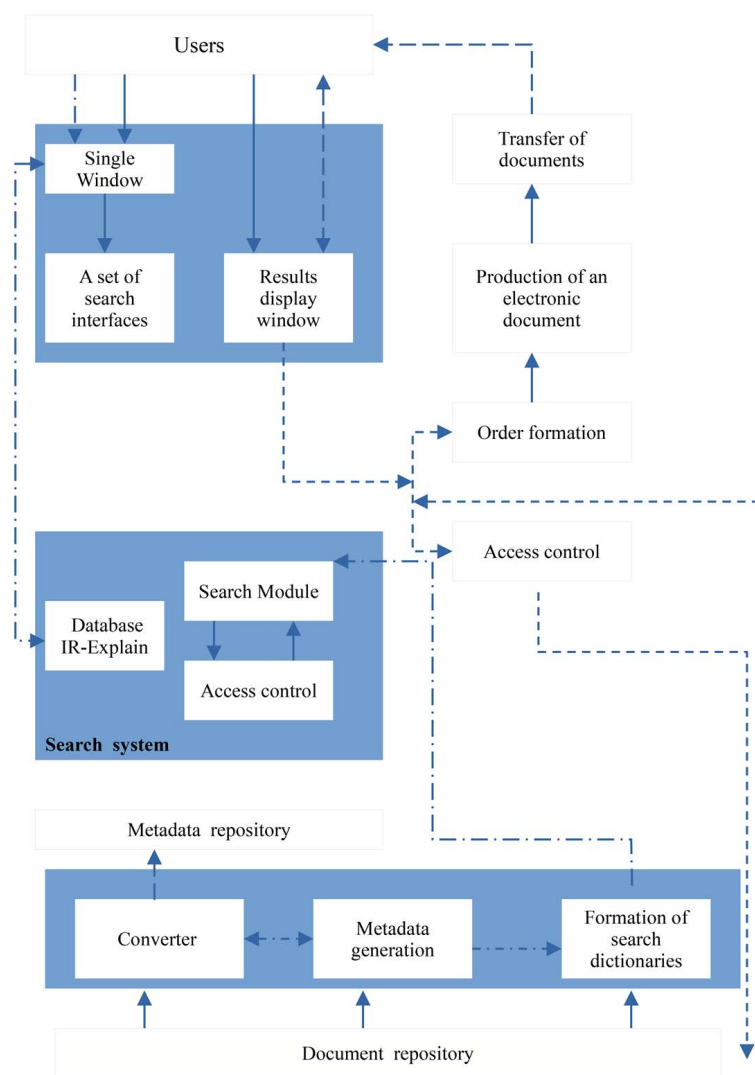 Users
Single
Window
A set of
search
interfaces
Results
display
window
Transfer of
documents
Production of an
electronic
document
Order formation
Access control
Database
IR-Explain
Search Module
Access control
Search system
Metadata repository
Converter
Metadata
generation
Formation of
search
dictionaries
Document repository